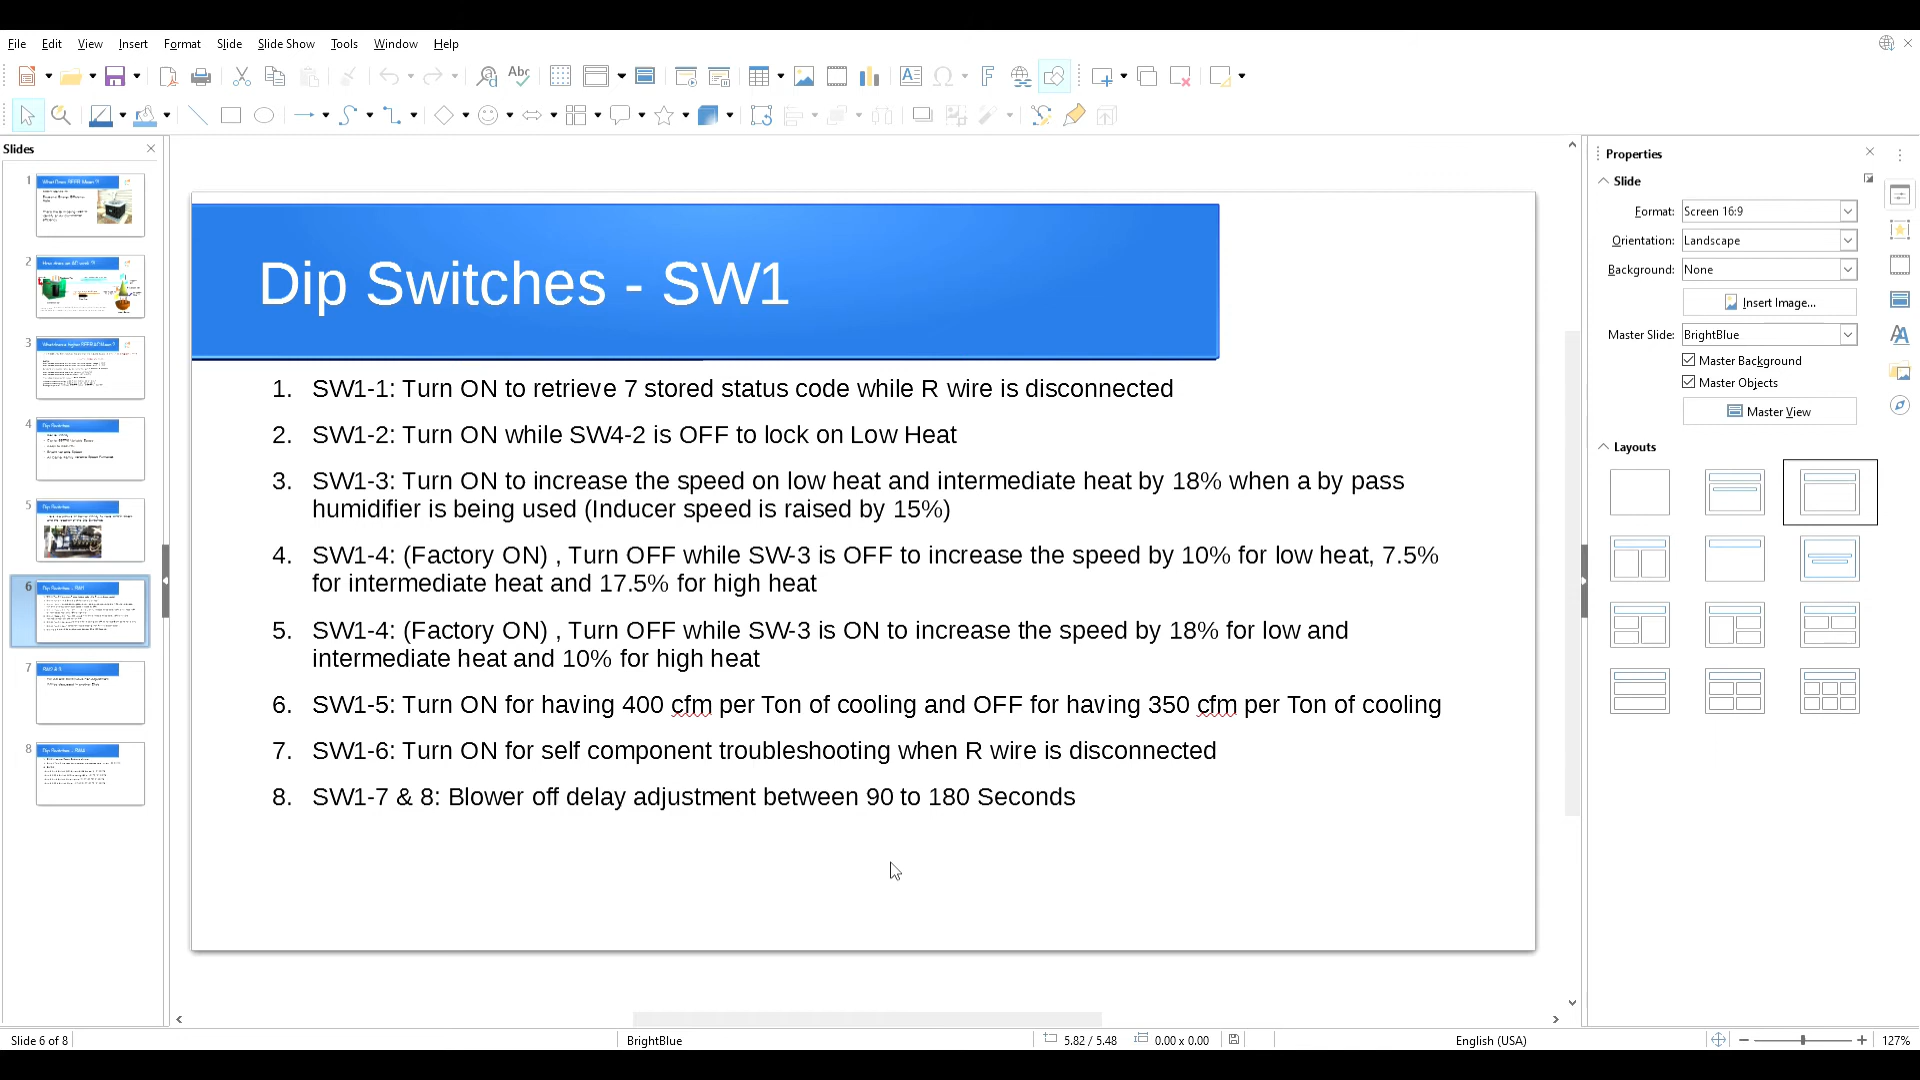 File Edit View Insert Format Slide Slide Show Tools Window Help
Slides
1
2
3
4
5
6
7
8
Dip Switches - SW1
1. SW1-1: Turn ON to retrieve 7 stored status code while R wire is disconnected
2. SW1-2: Turn ON while SW4-2 is OFF to lock on Low Heat
3. SW1-3: Turn ON to increase the speed on low heat and intermediate heat by 18% when a by pass
humidifier is being used (Inducer speed is raised by 15%)
4. SW1-4: (Factory ON) , Turn OFF while SW-3 is OFF to increase the speed by 10% for low heat, 7.5%
for intermediate heat and 17.5% for high heat
5. SW1-4: (Factory ON) , Turn OFF while SW-3 is ON to increase the speed by 18% for low and
intermediate heat and 10% for high heat
6. SW1-5: Turn ON for having 400 cfm per Ton of cooling and OFF for having 350 cfm per Ton of cooling
7. SW1-6: Turn ON for self component troubleshooting when R wire is disconnected
8. SW1-7 & 8: Blower off delay adjustment between 90 to 180 Seconds
Properties
Slide
Format: Screen 16:9
Orientation: Landscape
Background: None
Insert Image...
Master Slide: BrightBlue
Master Background
Master Objects
Master View
Layouts
Slide 6 of 8
BrightBlue
5.82 / 5.48
0.00 x 0.00
English (USA)
127%